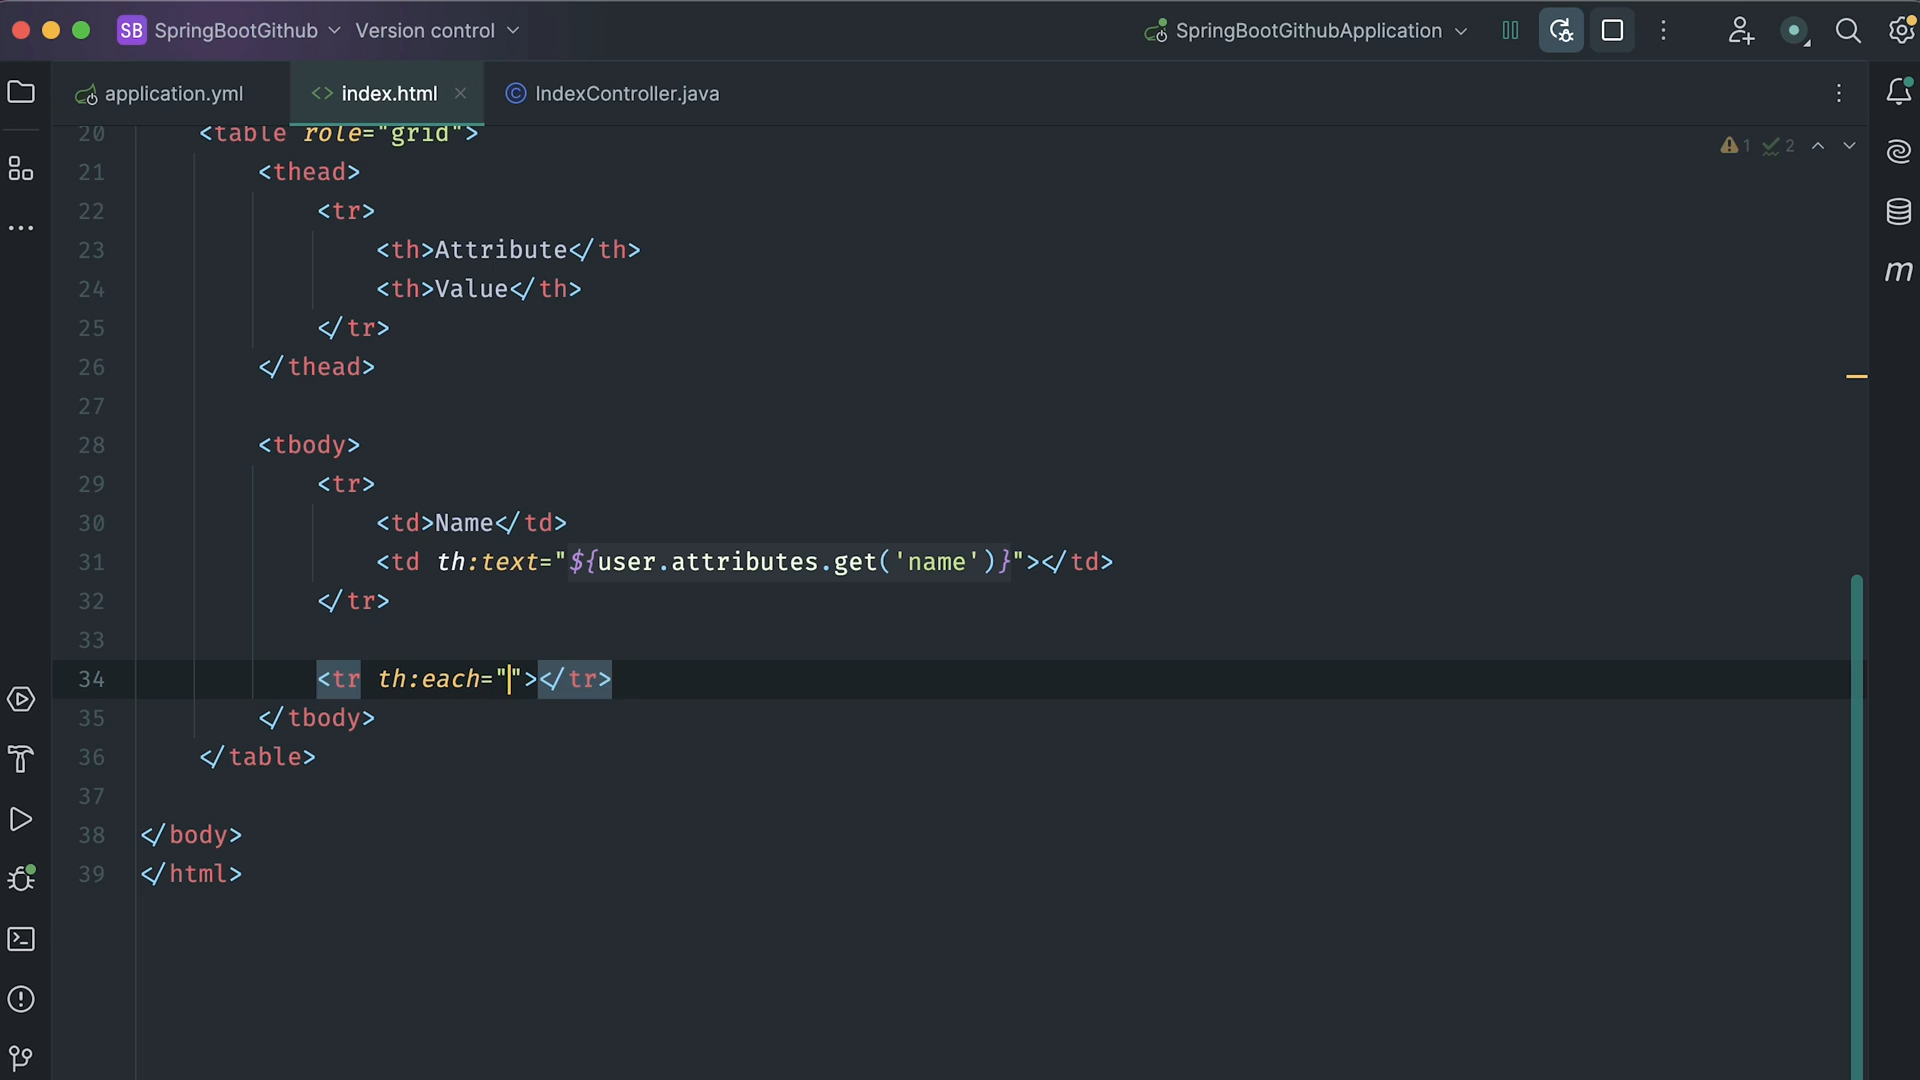 SB SpringBootGithub Version control SpringBootGithubApplication
application.yml index.html IndexController.java
1 2
20 <table role="grid">
21 <thead>
22 <tr>
23 <th>Attribute</th>
24 <th>Value</th>
25 </tr>
26 </thead>
27
28 <tbody>
29 <tr>
30 <td>Name</td>
31 <td th:text="${user.attributes.get('name')}"></td>
32 </tr>
33
34 <tr th:each=""></tr>
35 </tbody>
36 </table>
37
38 </body>
39 </html>
m